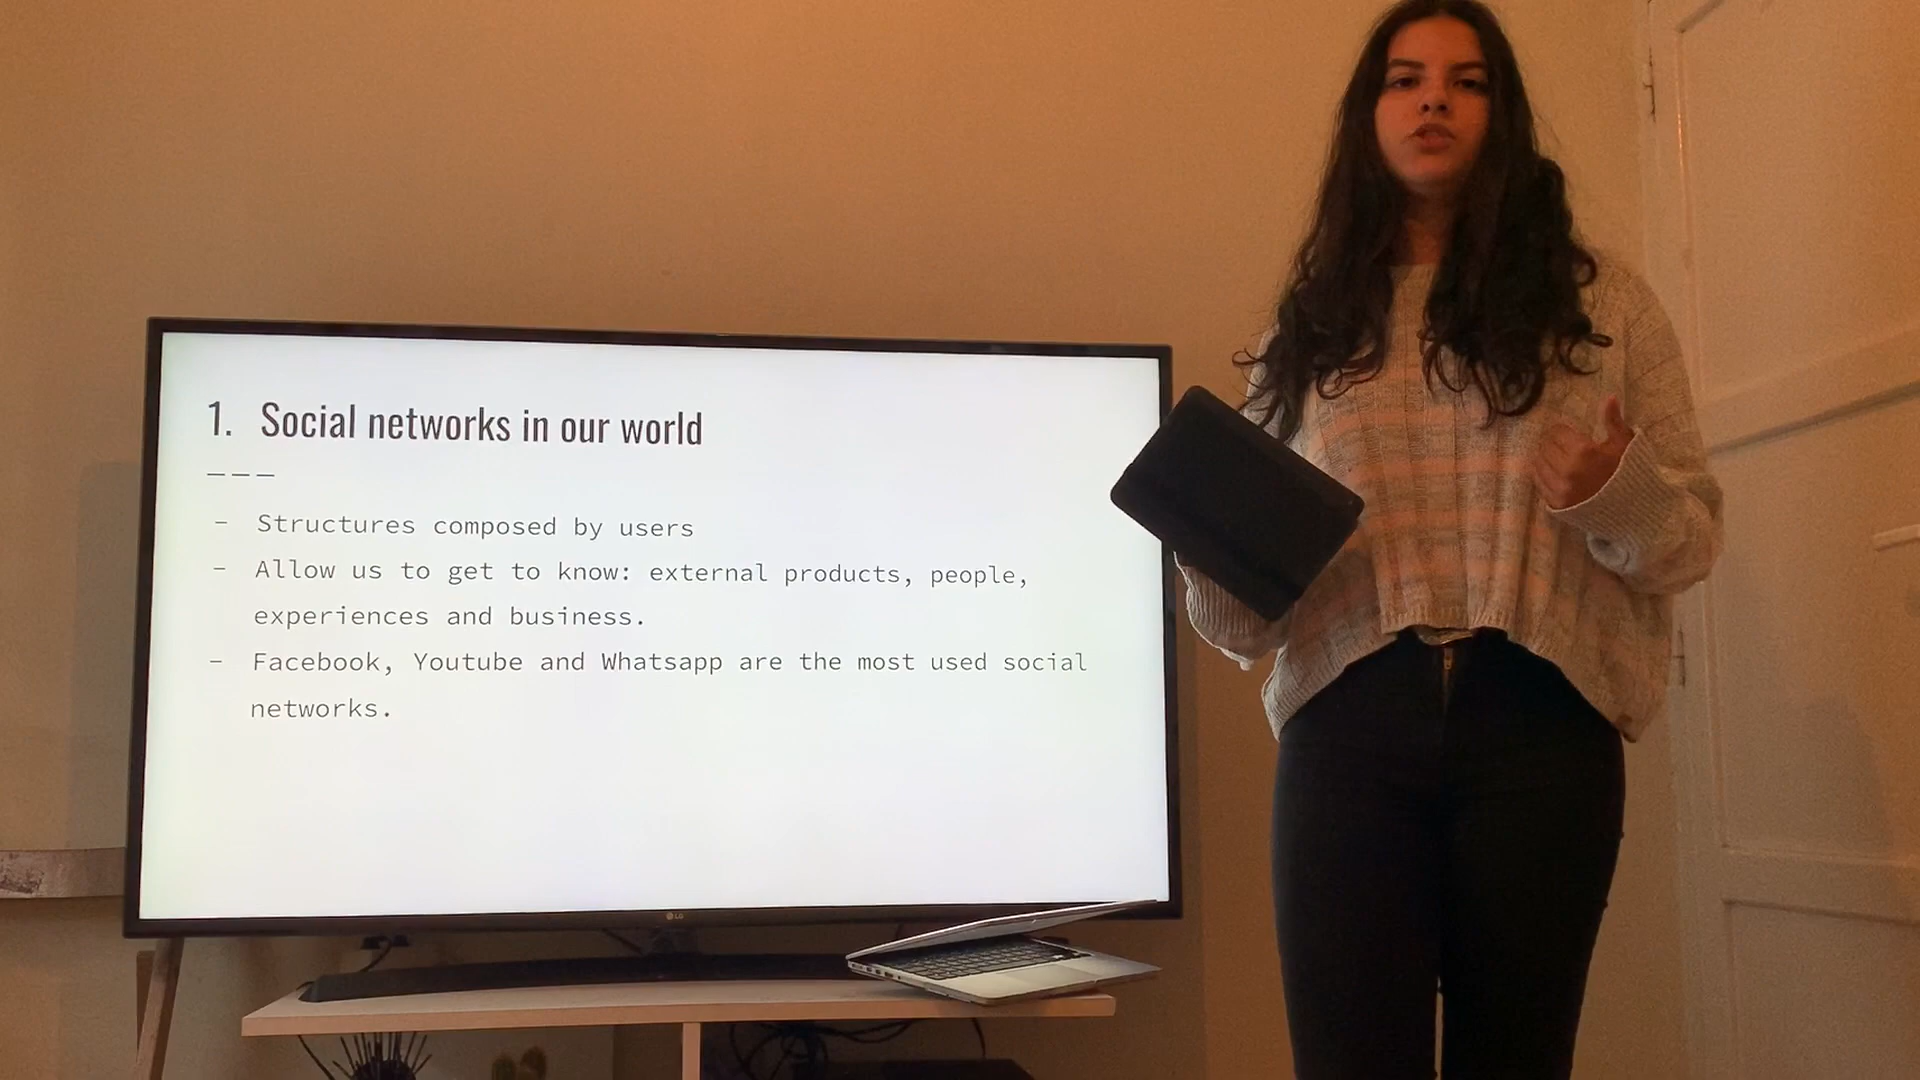 1. Social networks in our world
---
- Structures composed by users
- Allow us to get to know: external products, people,
experiences and business.
- Facebook, Youtube and Whatsapp are the most used social
networks.
LG